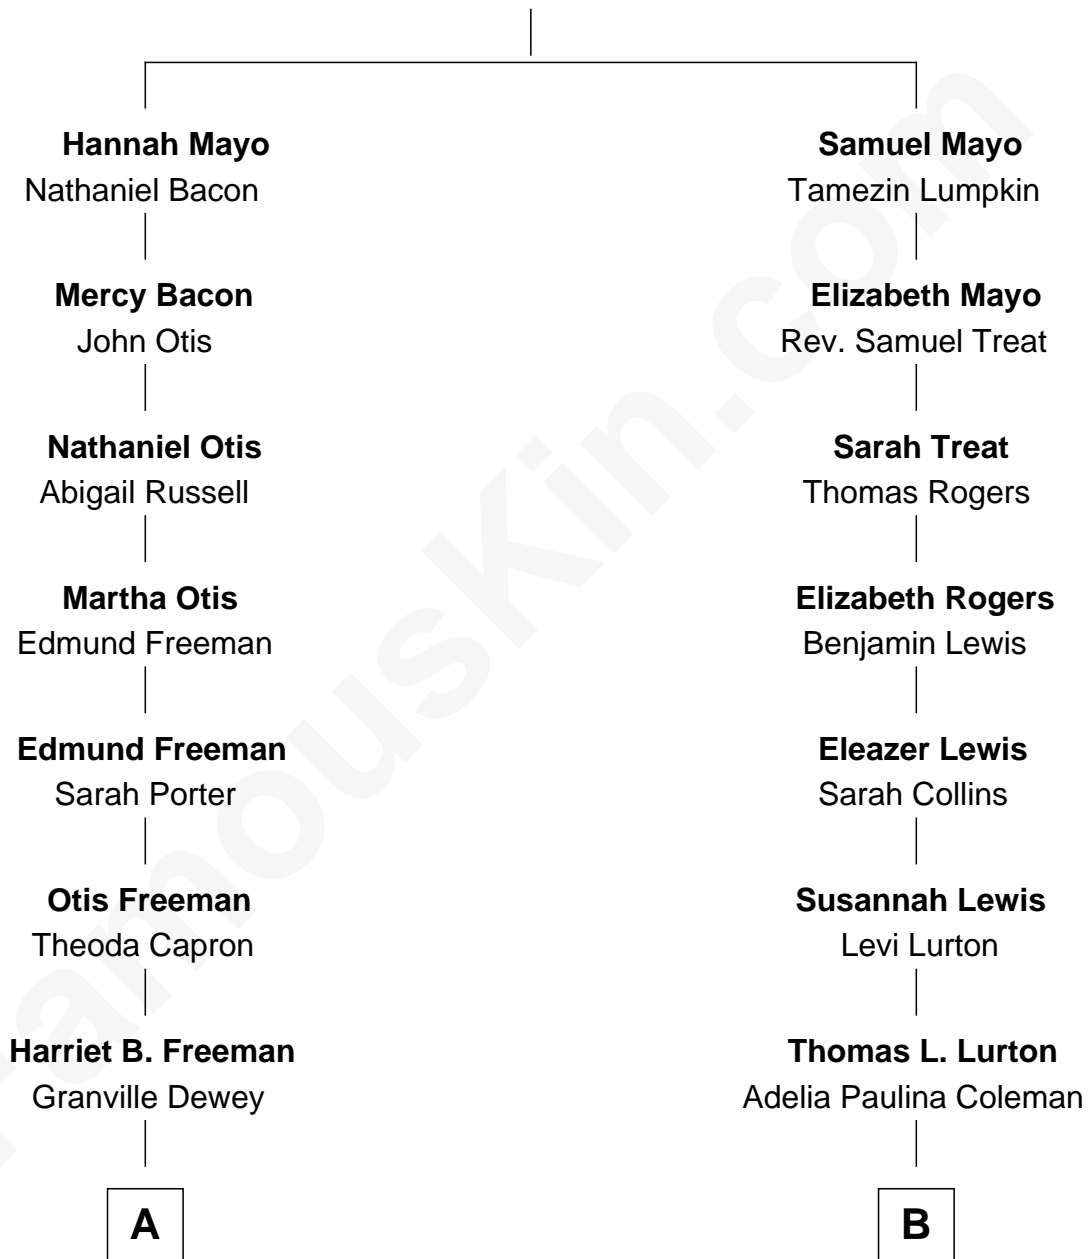 Hannah Mayo
Nathaniel Bacon
Mercy Bacon
John Otis
Nathaniel Otis
Abigail Russell
Martha Otis
Edmund Freeman
Edmund Freeman
Sarah Porter
Otis Freeman
Theoda Capron
Harriet B. Freeman
Granville Dewey
A
Samuel Mayo
Tamezin Lumpkin
Elizabeth Mayo
Rev. Samuel Treat
Sarah Treat
Thomas Rogers
Elizabeth Rogers
Benjamin Lewis
Eleazer Lewis
Sarah Collins
Susannah Lewis
Levi Lurton
Thomas L. Lurton
Adelia Paulina Coleman
B
FamousKin.com